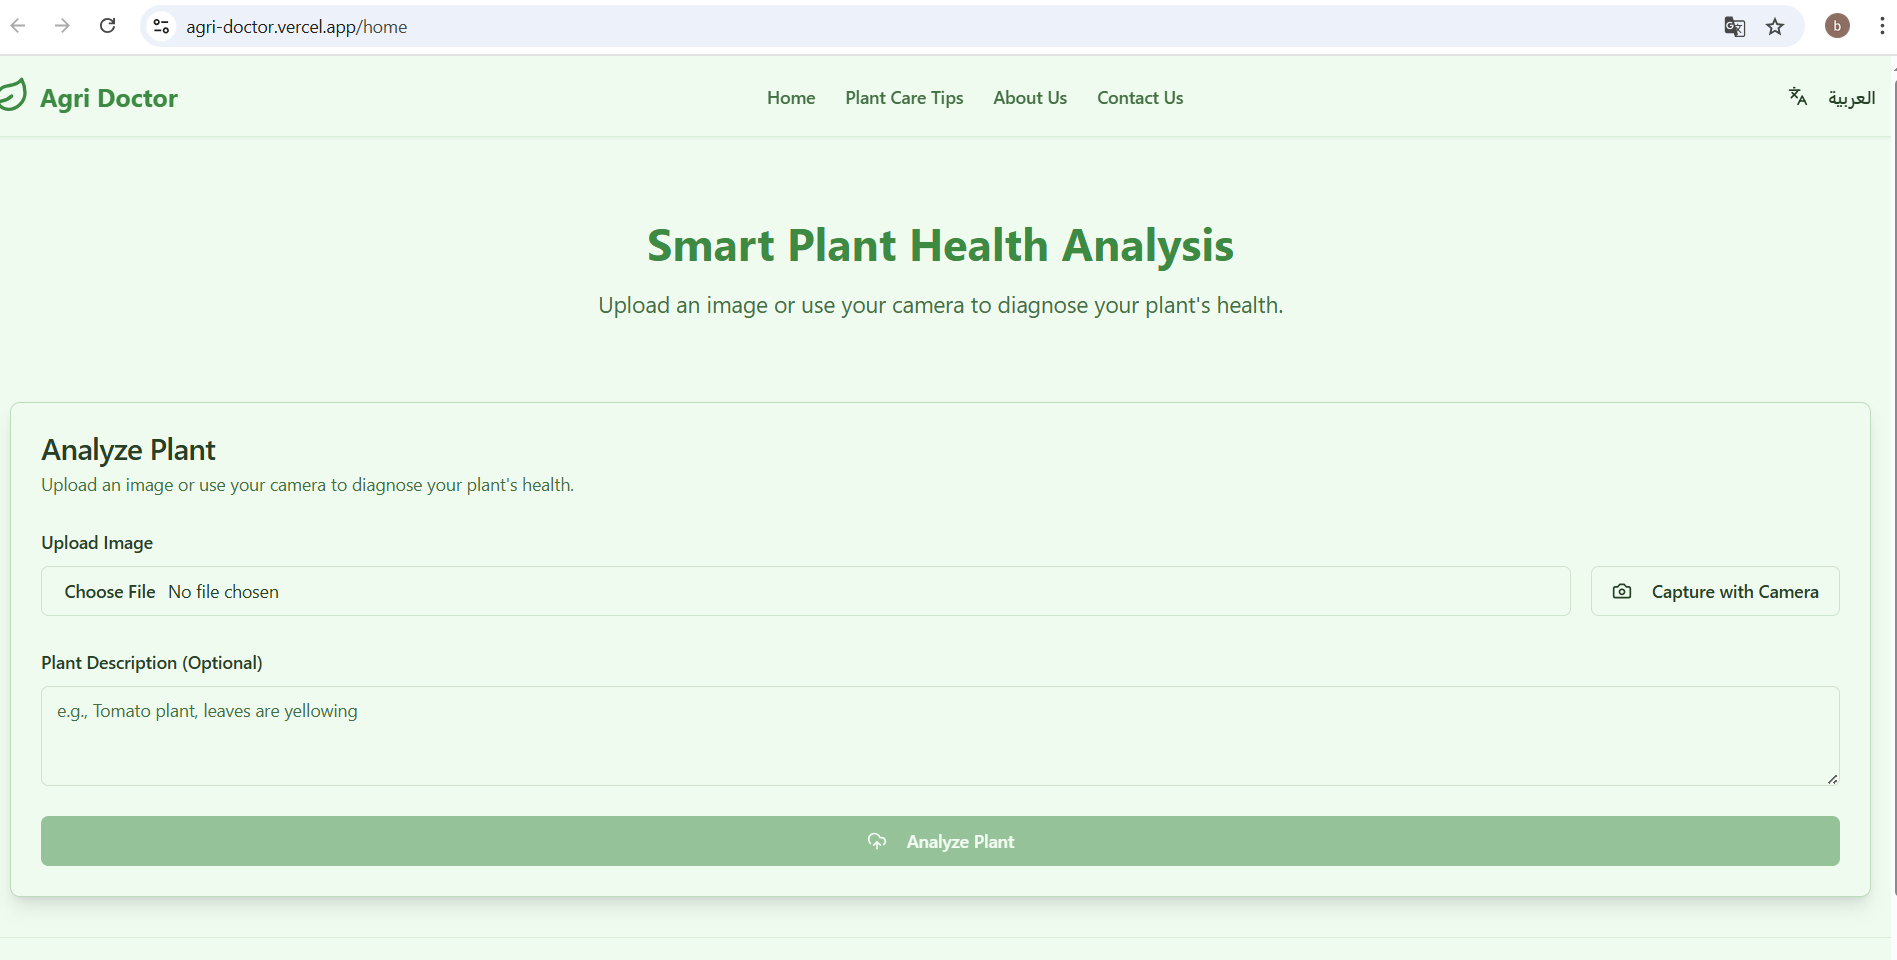 agri-doctor.vercel.app/home
b
Agri Doctor
Home Plant Care Tips About Us Contact Us
العربية
Smart Plant Health Analysis
Upload an image or use your camera to diagnose your plant's health.
Analyze Plant
Upload an image or use your camera to diagnose your plant's health.
Upload Image
Choose File No file chosen
Capture with Camera
Plant Description (Optional)
e.g., Tomato plant, leaves are yellowing
Analyze Plant